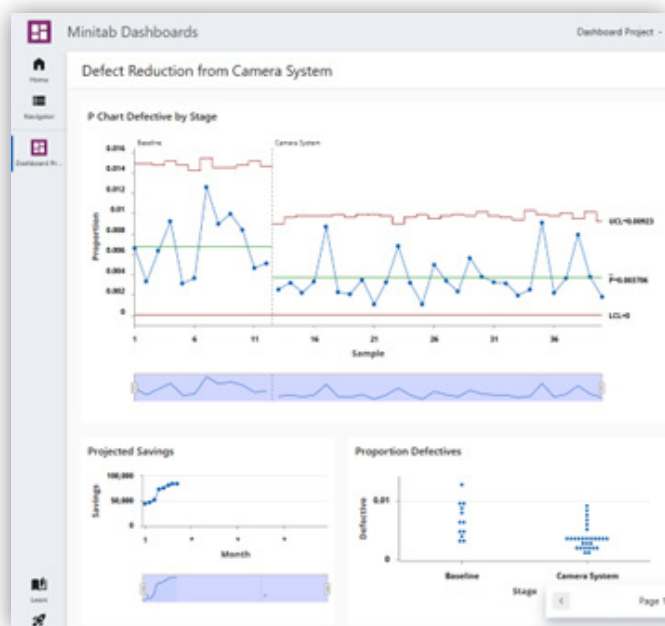 Minitab Dashboards
Dashboard Project
Home
Defect Reduction from Camera System
Navigator
Dashboard Pr...
P Chart Defective by Stage
Baseline
Camera System
0.016
0.014
0.012
0.01
0.008
0.006
0.004
0.002
0
Proportion
UCL=0.00923
P=0.003706
LCL=0
1
6
11
16
21
26
31
36
Sample
Projected Savings
100,000
50,000
0
Savings
1
Month
Proportion Defectives
0.01
0
Defective
Baseline
Camera System
Stage
Learn
Page 1